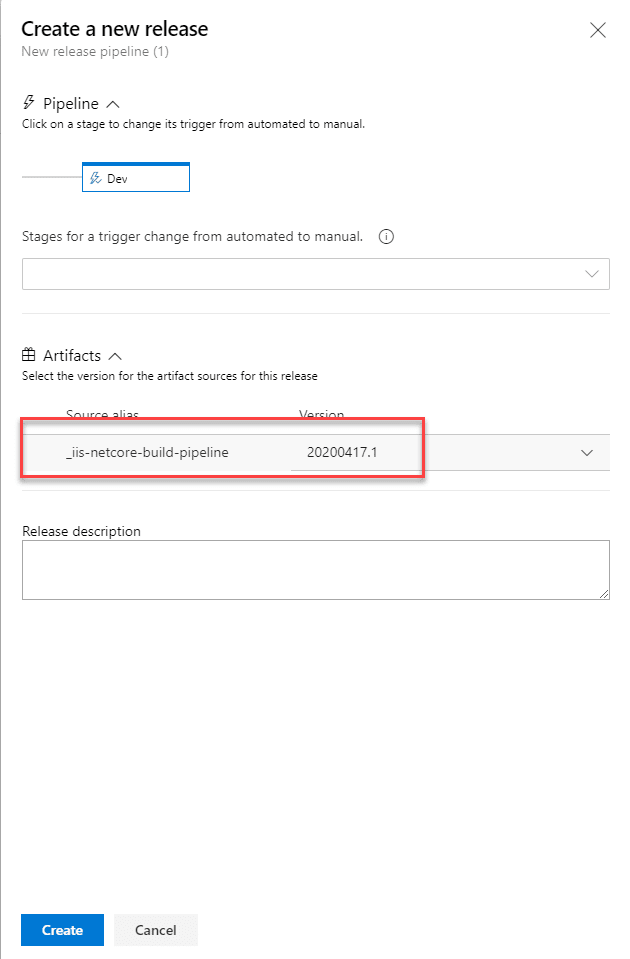 Create a new release
New release pipeline (1)
Pipeline
Click on a stage to change its trigger from automated to manual.
Dev
Stages for a trigger change from automated to manual.
Artifacts
Select the version for the artifact sources for this release
Source alias Version
_iis-netcore-build-pipeline 20200417.1
Release description
Create Cancel